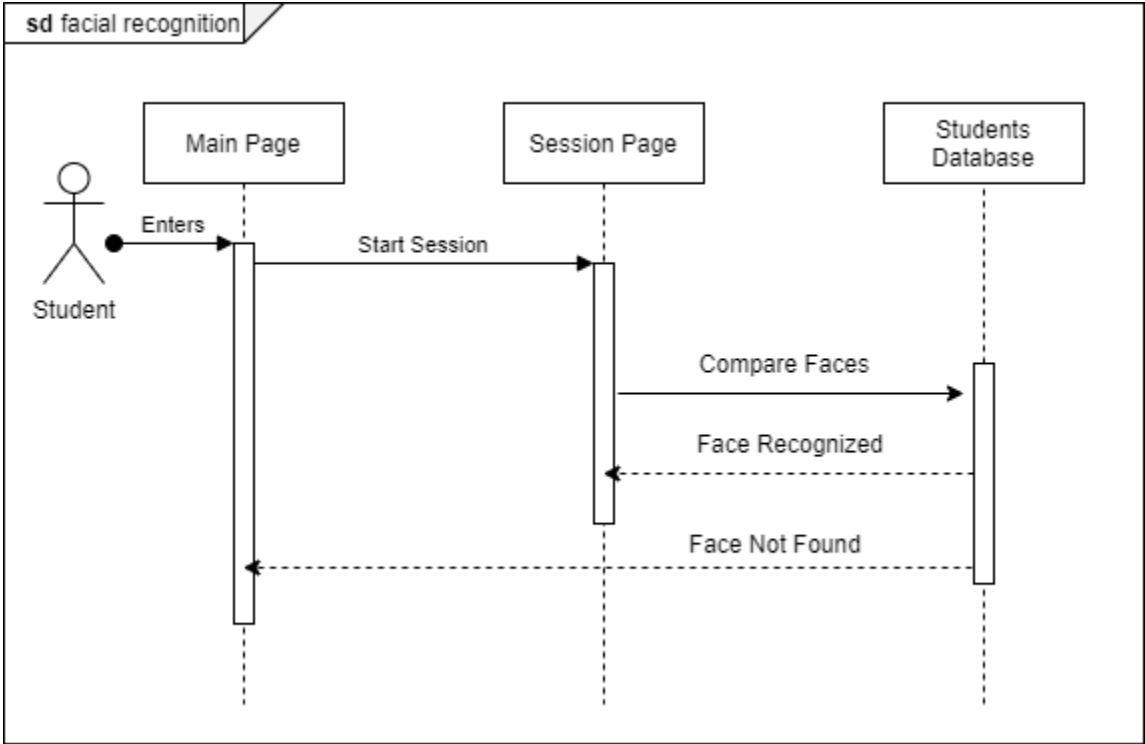 sd facial recognition
Main Page
Session Page
Students
Database
Enters
Start Session
Student
Compare Faces
Face Recognized
Face Not Found